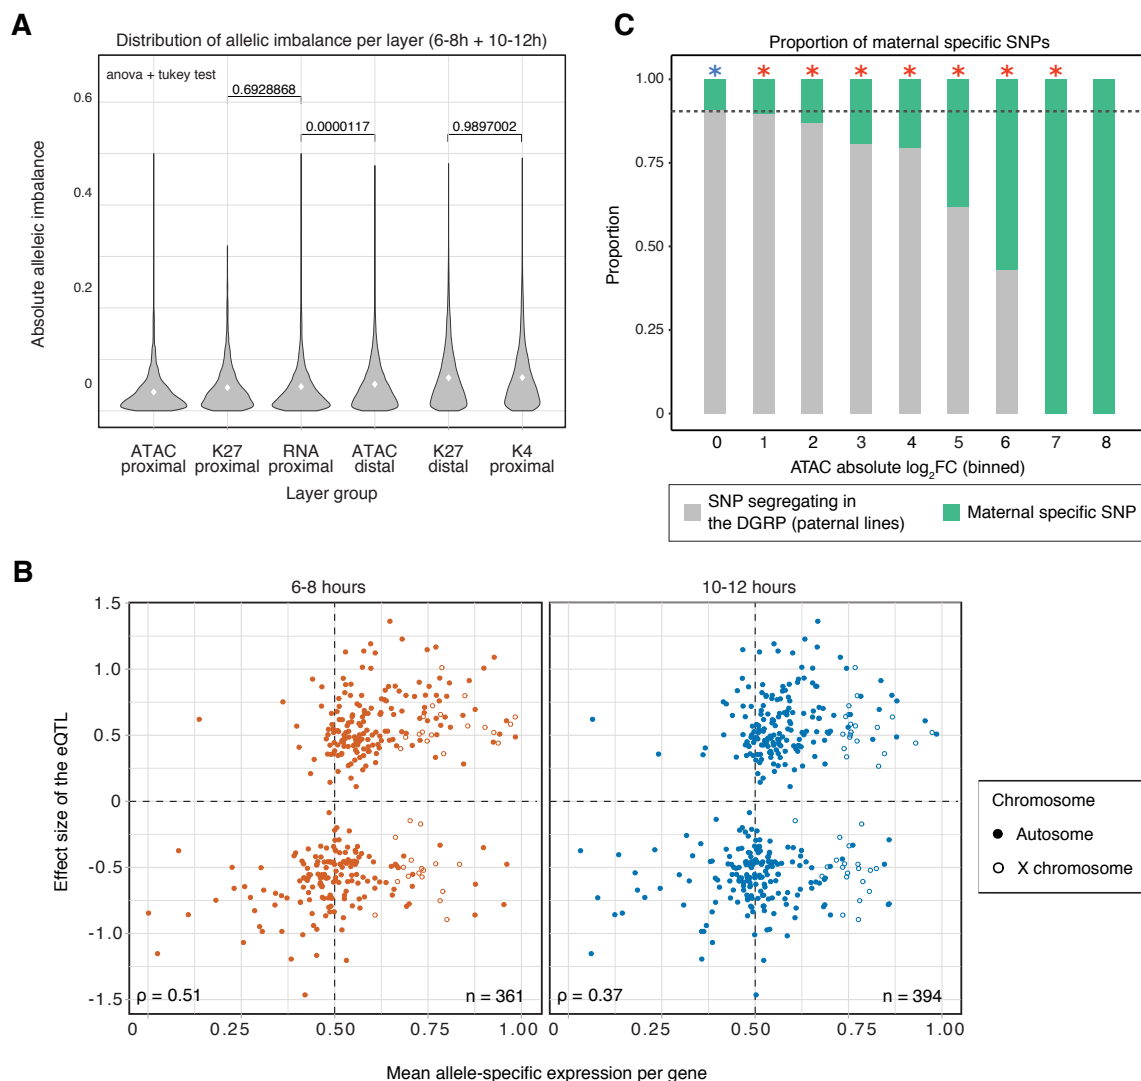 A
Distribution of allelic imbalance per layer (6-8h + 10-12h)
anova + tukey test
0.6928868
0.0000117
0.9897002
0.6
0.4
0.2
0
Absolute alleleic imbalance
ATAC proximal
K27 proximal
RNA proximal
ATAC distal
K27 distal
K4 proximal
Layer group
C
Proportion of maternal specific SNPs
* * * * * * * *
1.00
0.75
0.50
0.25
0
Proportion
0 1 2 3 4 5 6 7 8
ATAC absolute log₂FC (binned)
SNP segregating in
the DGRP (paternal lines)
Maternal specific SNP
B
6-8 hours
10-12 hours
1.5
1.0
0.5
0
-0.5
-1.0
-1.5
Effect size of the eQTL
ρ = 0.51
n = 361
ρ = 0.37
n = 394
0 0.25 0.50 0.75 1.00
0 0.25 0.50 0.75 1.00
Mean allele-specific expression per gene
Chromosome
Autosome
X chromosome